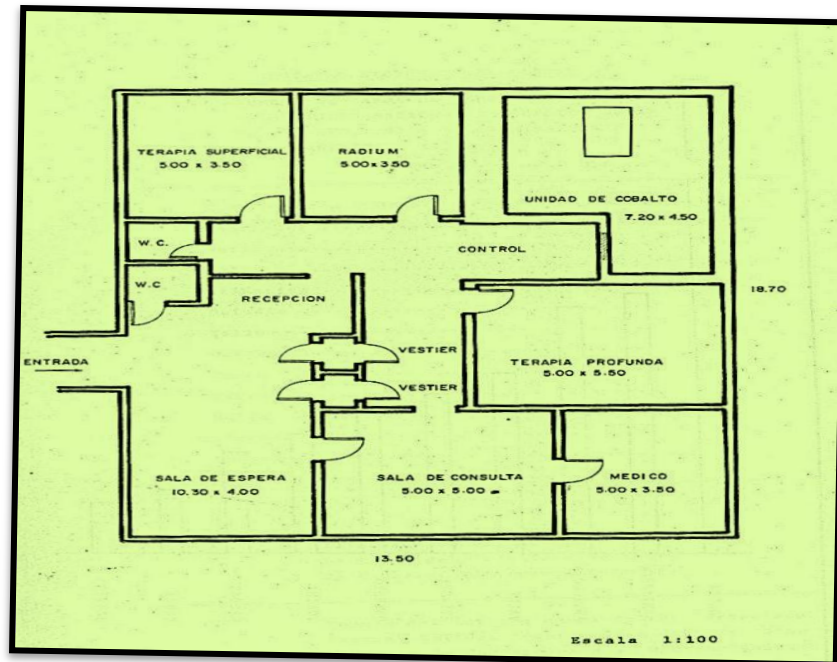 TERAPIA SUPERFICIAL
5.00 x 3.50
RADIUM
5.00 x 3.50
UNIDAD DE COBALTO
7.20 x 4.50
W.C.
CONTROL
W.C
RECEPCION
18.70
ENTRADA
VESTIER
TERAPIA PROFUNDA
5.00 x 5.50
VESTIER
SALA DE ESPERA
10.30 x 4.00
SALA DE CONSULTA
5.00 x 5.00
MEDICO
5.00 x 3.50
13.50
Escala 1:100